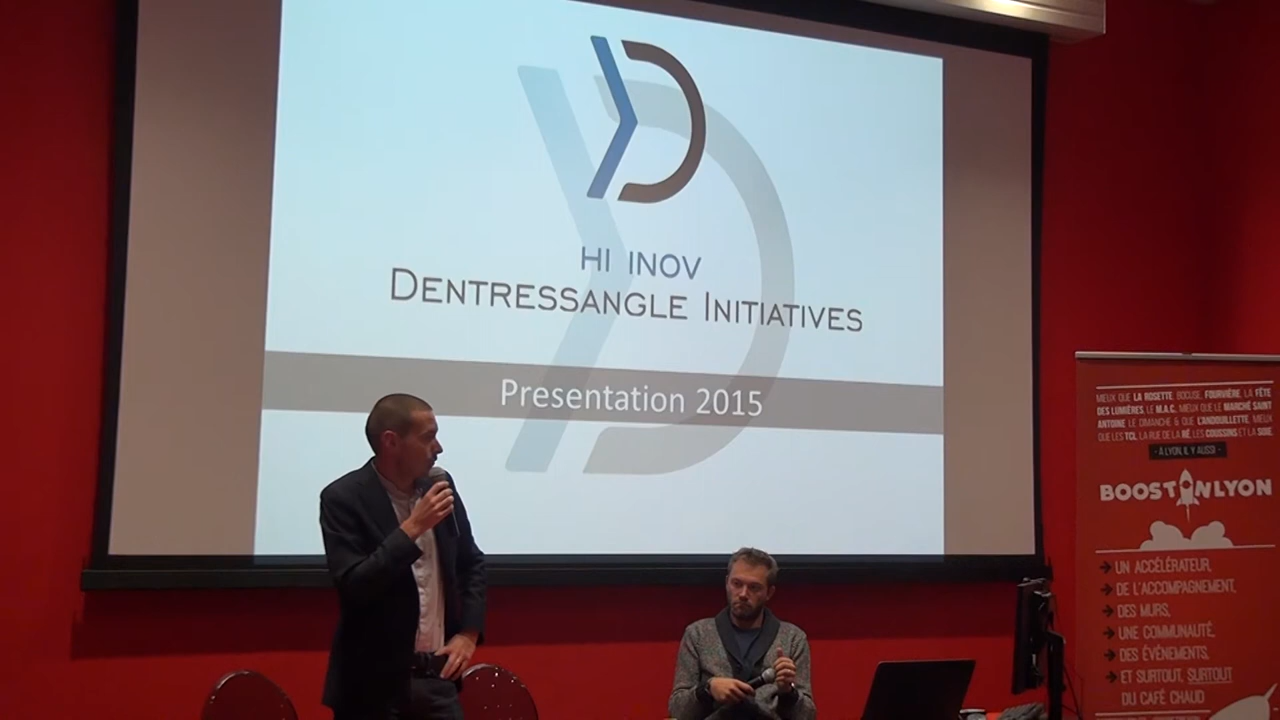 HI INOV
DENTRESSANGLE INITIATIVES
Presentation 2015
MIEUX QUE LA ROSETTE, BOCUSE, FOURVIÈRE, LA FÊTE
DES LUMIÈRES, LE M.A.C., MIEUX QUE LE MARCHÉ SAINT
ANTOINE LE DIMANCHE & QUE L'ANDOUILLETTE, MIEUX
QUE LES TCL, LA RUE DE LA RÉ, LES COUSSINS ET LA SOIE,
- À LYON, IL Y AUSSI -
BOOST IN LYON
→ UN ACCÉLÉRATEUR,
→ DE L'ACCOMPAGNEMENT,
→ DES MURS,
→ UNE COMMUNAUTÉ,
→ DES ÉVÉNEMENTS,
→ ET SURTOUT, SURTOUT
DU CAFÉ CHAUD